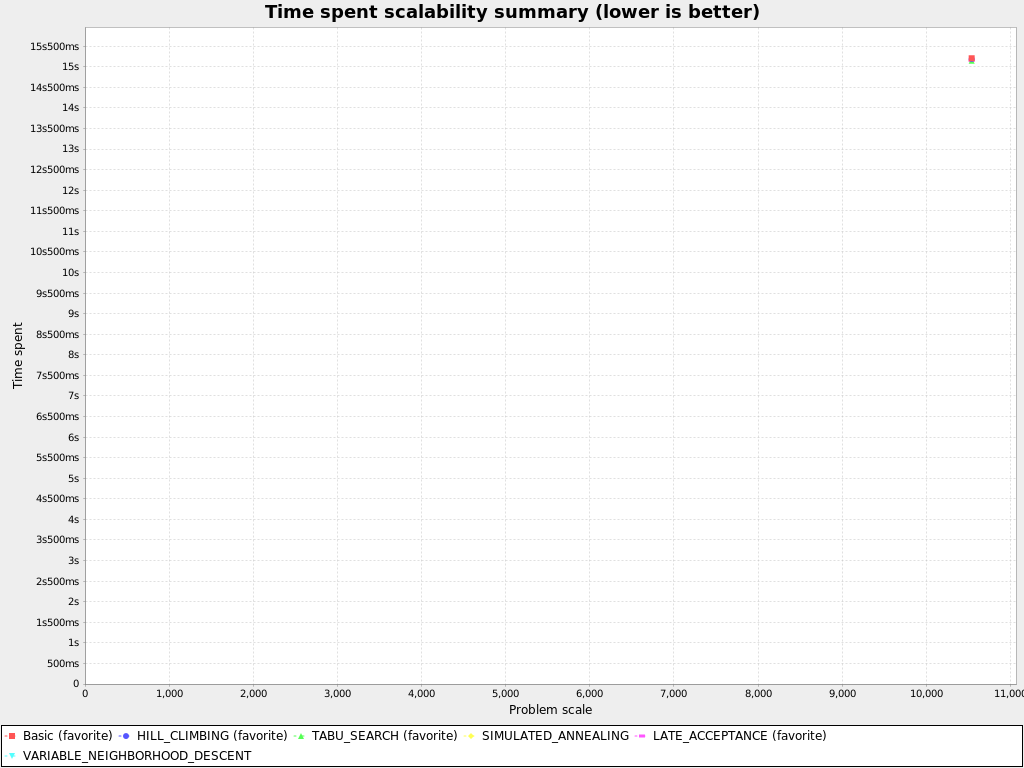 Time spent scalability summary (lower is better)
15s500ms
15s
14s500ms
14s
13s500ms
13s
12s500ms
12s
11s500ms
11s
10s500ms
10s
9s500ms
9s
8s500ms
8s
7s500ms
7s
6s500ms
6s
5s500ms
5s
4s500ms
4s
3s500ms
3s
2s500ms
2s
1s500ms
1s
500ms
0
Time spent
0 1,000 2,000 3,000 4,000 5,000 6,000 7,000 8,000 9,000 10,000 11,000
Problem scale
Basic (favorite) HILL_CLIMBING (favorite) TABU_SEARCH (favorite) SIMULATED_ANNEALING LATE_ACCEPTANCE (favorite)
VARIABLE_NEIGHBORHOOD_DESCENT